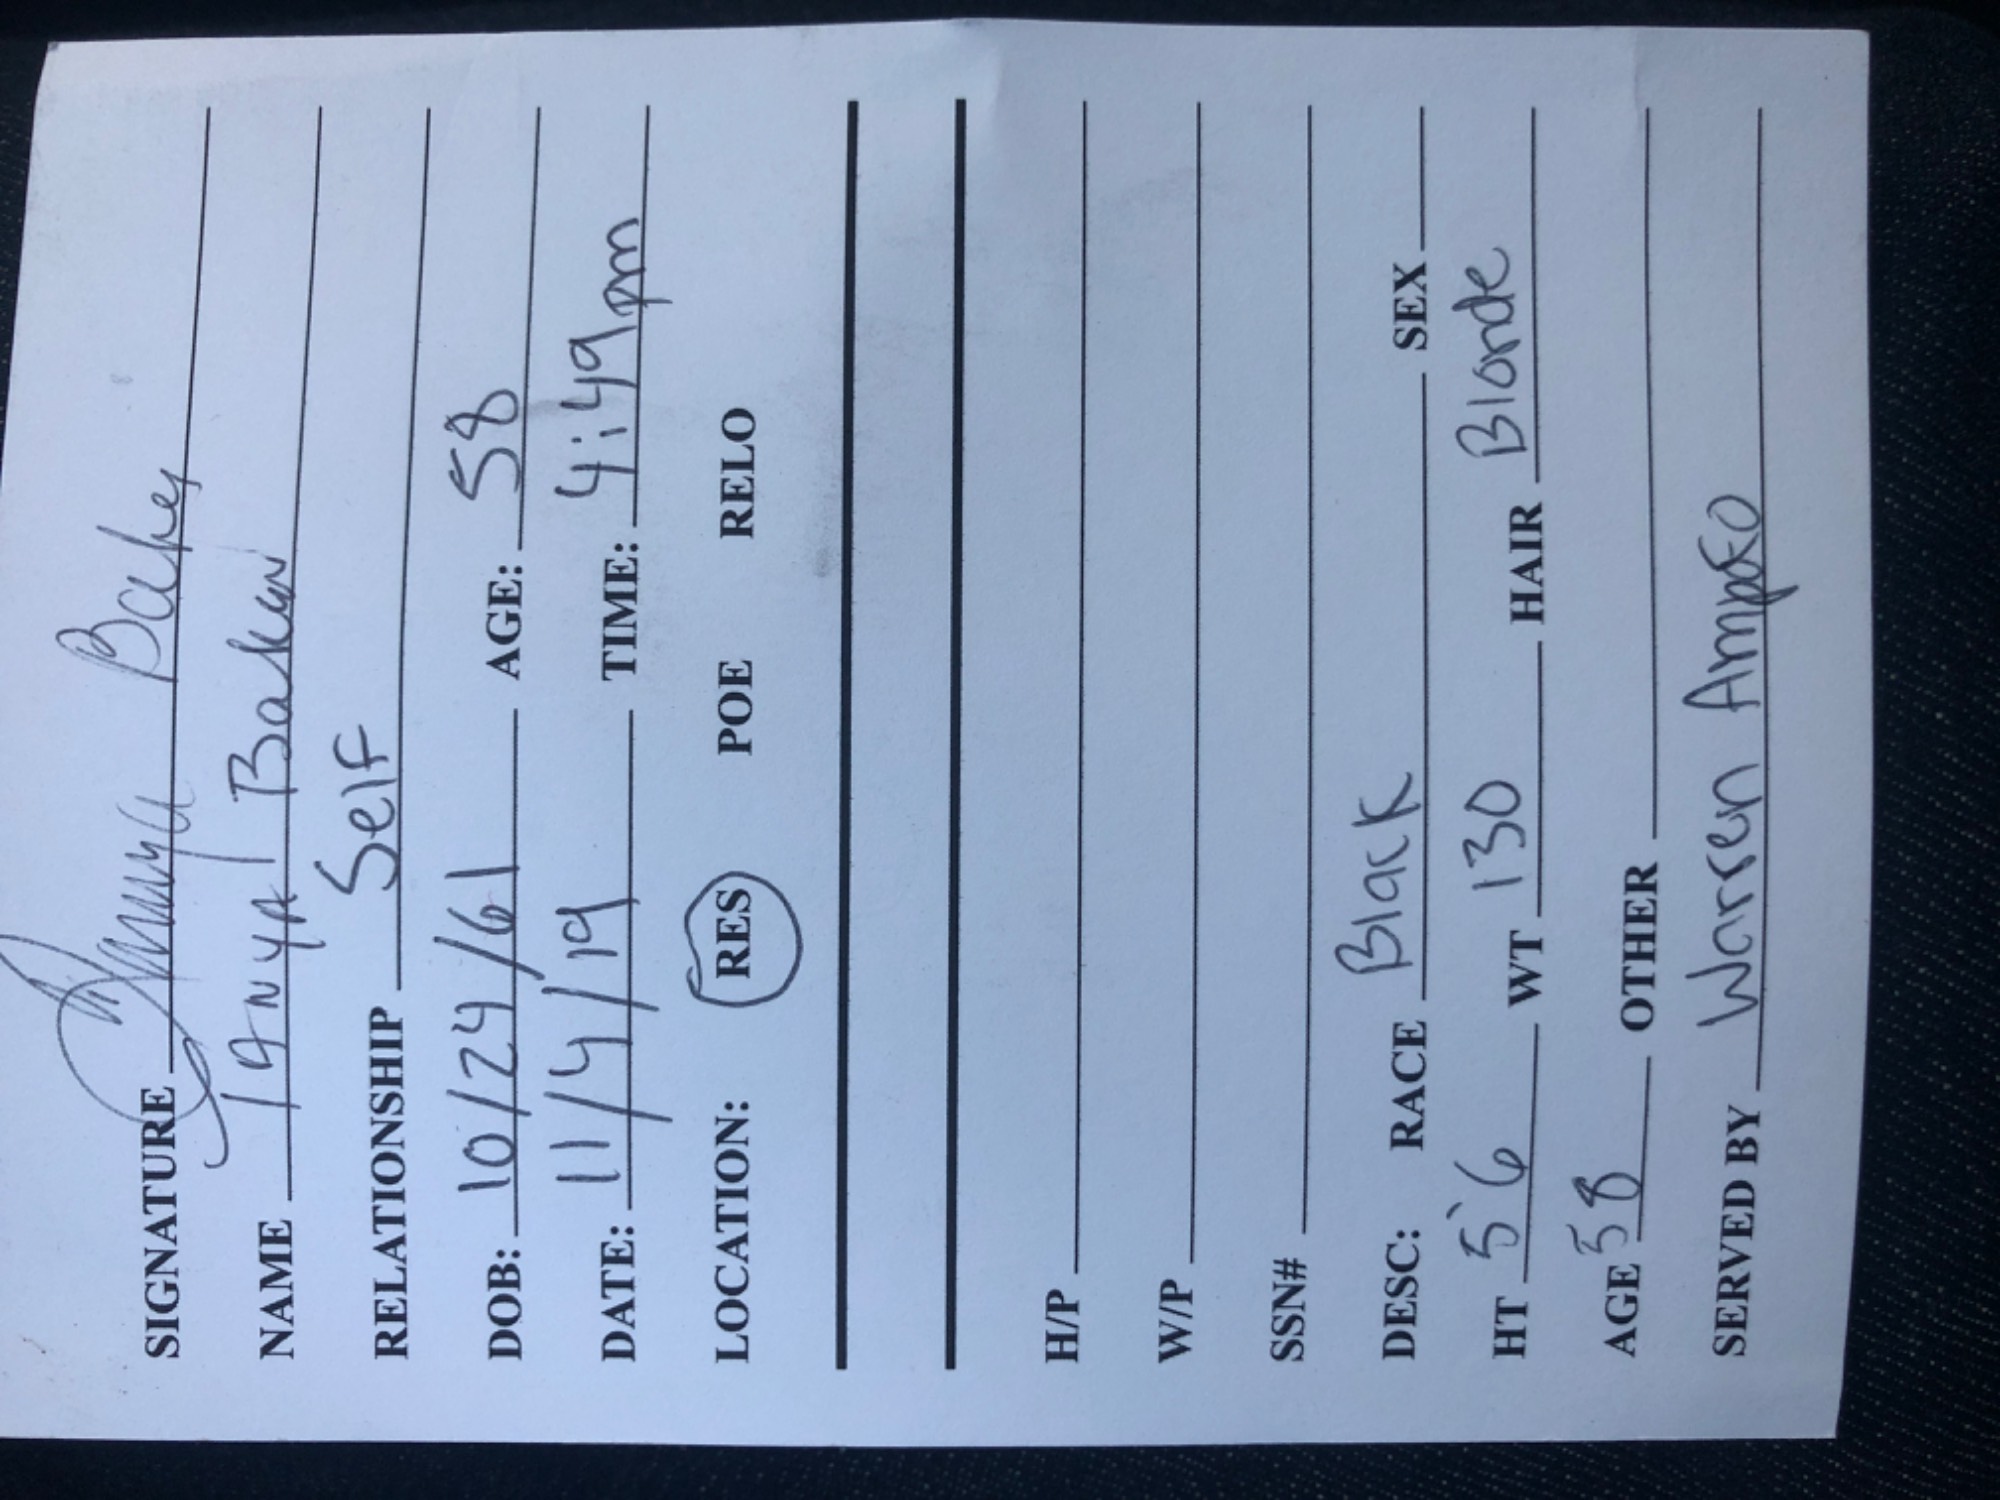 SIGNATURE Tanya Baker
NAME Tanya Baker
RELATIONSHIP Self
DOB: 10/24/61 AGE: 58
DATE: 11/4/19 TIME: 4:49pm
LOCATION: RES POE RELO
H/P
W/P
SSN#
DESC: RACE Black SEX
HT 5'6 WT 130 HAIR Blonde
AGE 58 OTHER
SERVED BY Warren Ampofo